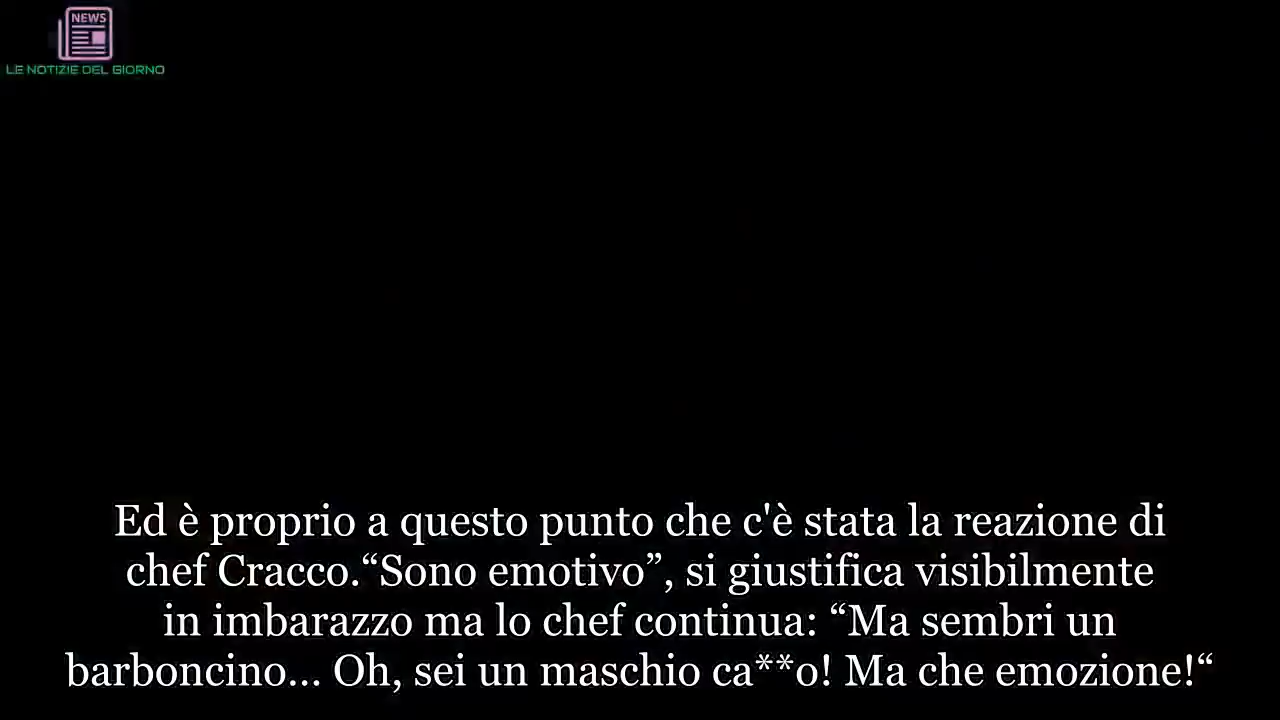 NEWS
LE NOTIZIE DEL GIORNO
Ed è proprio a questo punto che c'è stata la reazione di
chef Cracco.“Sono emotivo”, si giustifica visibilmente
in imbarazzo ma lo chef continua: “Ma sembri un
barboncino... Oh, sei un maschio ca**o! Ma che emozione!“